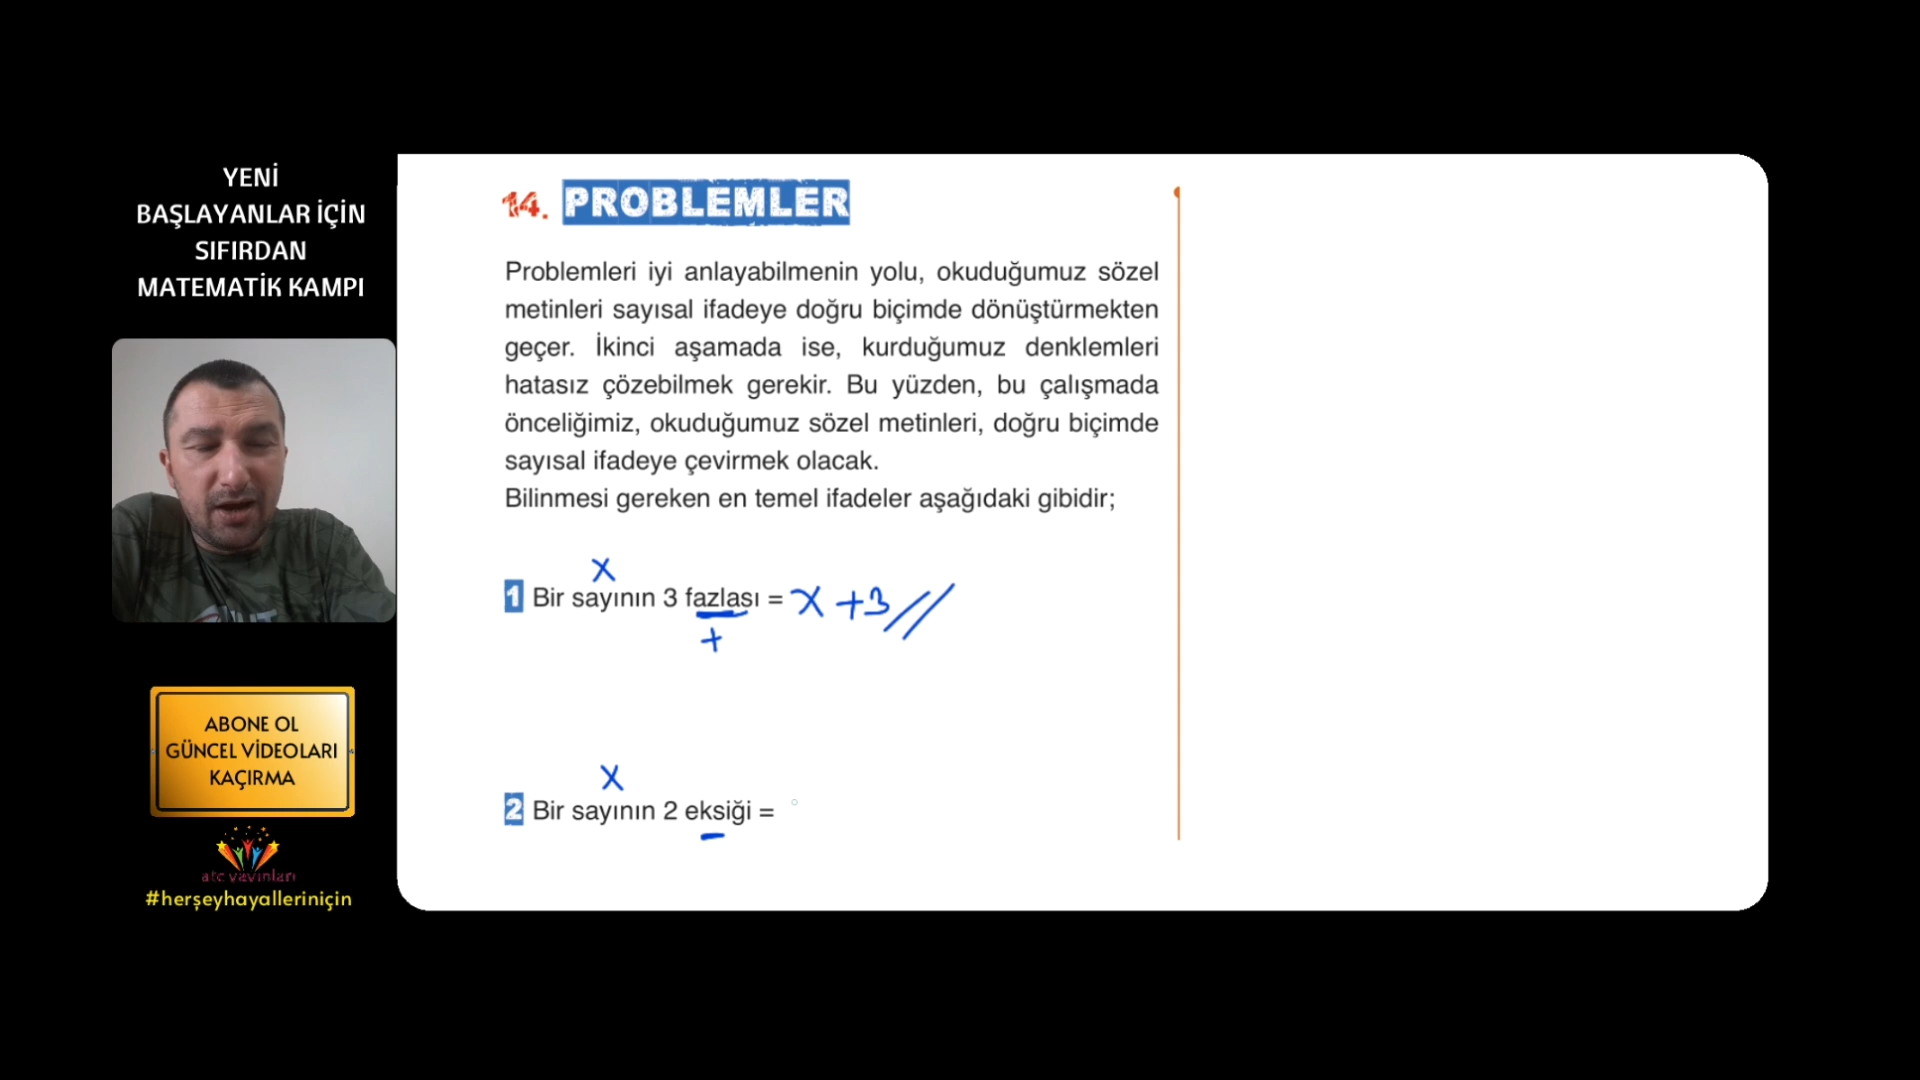 YENİ
BAŞLAYANLAR İÇİN
SIFIRDAN
MATEMATİK KAMPI
ABONE OL
GÜNCEL VİDEOLARI
KAÇIRMA
atc yayınları
#herşeyhayalleriniçin
14. PROBLEMLER
Problemleri iyi anlayabilmenin yolu, okuduğumuz sözel
metinleri sayısal ifadeye doğru biçimde dönüştürmekten
geçer. İkinci aşamada ise, kurduğumuz denklemleri
hatasız çözebilmek gerekir. Bu yüzden, bu çalışmada
önceliğimiz, okuduğumuz sözel metinleri, doğru biçimde
sayısal ifadeye çevirmek olacak.
Bilinmesi gereken en temel ifadeler aşağıdaki gibidir;
x
1 Bir sayının 3 fazlası = x +3//
+
x
2 Bir sayının 2 eksiği =
-